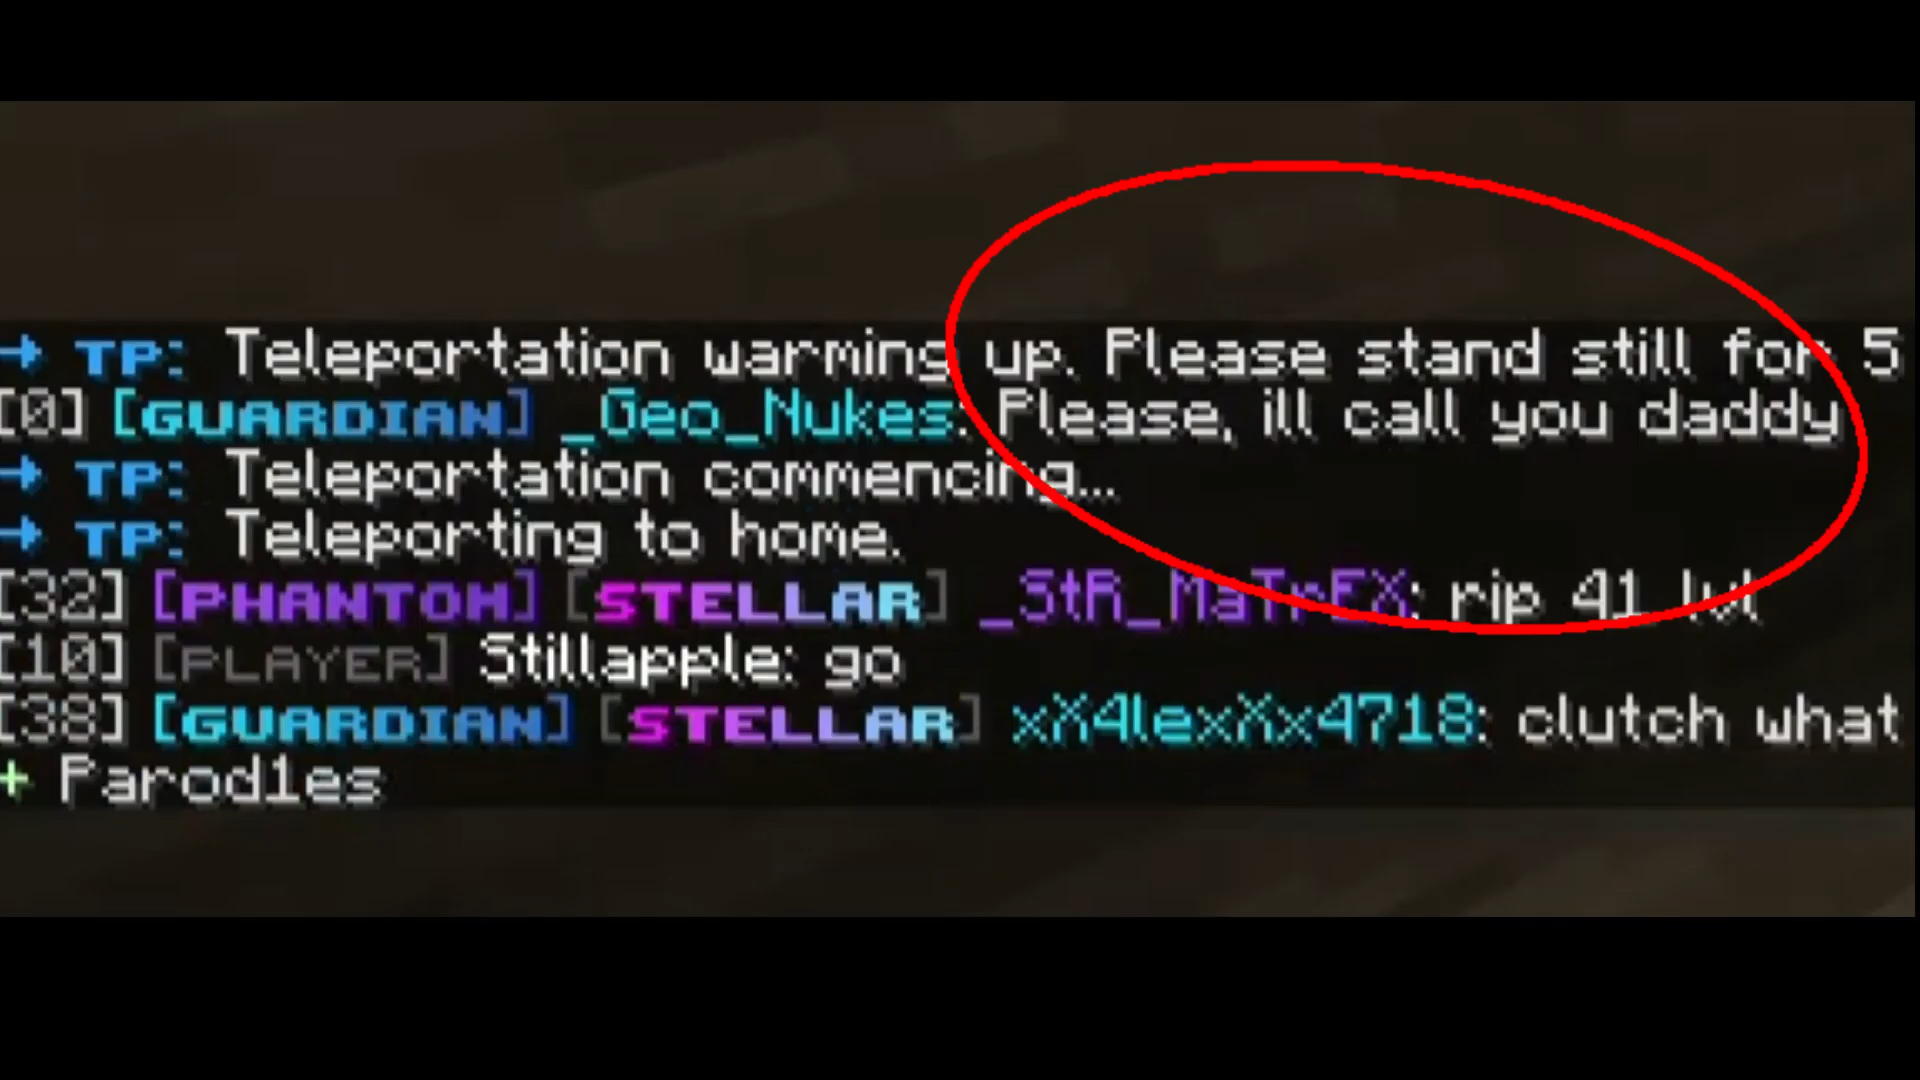 → TP: Teleportation warming up. Please stand still for 5
[0] [GUARDIAN] _Geo_Nukes: Please, ill call you daddy
→ TP: Teleportation commencing...
→ TP: Teleporting to home.
[32] [PHANTOM] [STELLAR] _StR_MaTrEX: rip 41 lvl
[10] [PLAYER] Stillapple: go
[38] [GUARDIAN] [STELLAR] xX4lexXx4718: clutch what
+ Parod1es